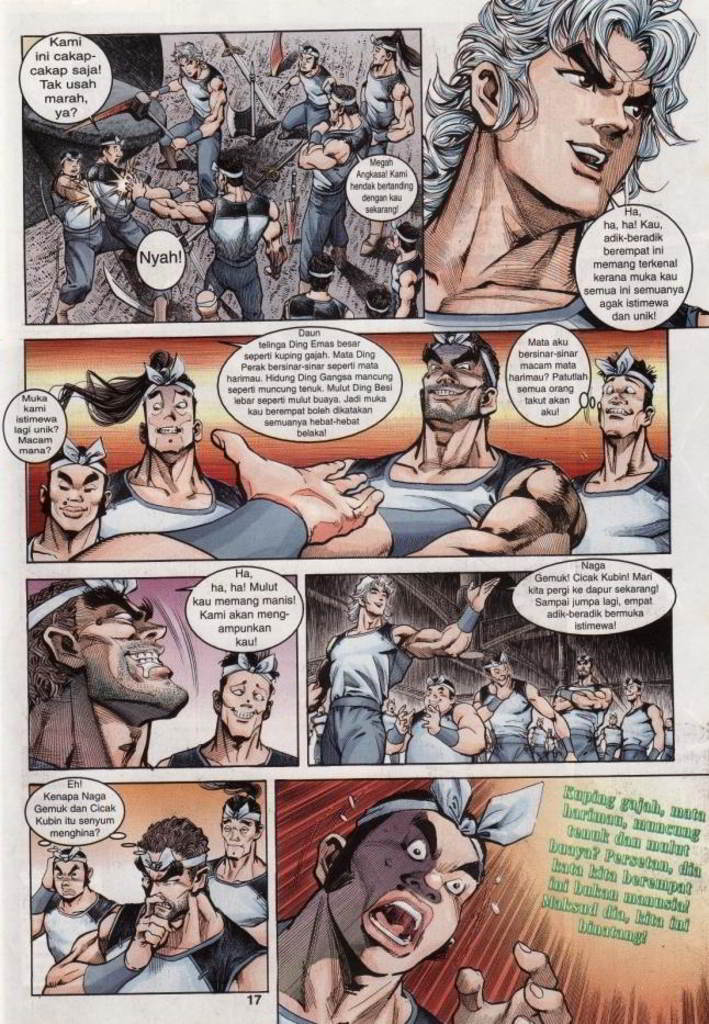 Kami
ini cakap-
cakap saja!
Tak usah
marah,
ya?
Megah
Angkasa! Kami
hendak bertanding
dengan kau
sekarang!
Nyah!
Ha,
ha, ha! Kau,
adik-beradik
berempat ini
memang terkenal
kerana muka kau
semua ini semuanya
agak istimewa
dan unik!
Muka
kami
istimewa
lagi unik?
Macam
mana?
Daun
telinga Ding Emas besar
seperti kuping gajah. Mata Ding
Perak bersinar-sinar seperti mata
harimau. Hidung Ding Gangsa mancung
seperti muncung tenuk. Mulut Ding Besi
lebar seperti mulut buaya. Jadi muka
kau berempat boleh dikatakan
semuanya hebat-hebat
belaka!
Mata aku
bersinar-sinar
macam mata
harimau? Patutlah
semua orang
takut akan
aku!
Ha,
ha, ha! Mulut
kau memang manis!
Kami akan meng-
ampunkan
kau!
Naga
Gemuk! Cicak Kubin! Mari
kita pergi ke dapur sekarang!
Sampai jumpa lagi, empat
adik-beradik bermuka
istimewa!
Eh!
Kenapa Naga
Gemuk dan Cicak
Kubin itu senyum
menghina?
Kuping gajah, mata
harimau, muncung
tenuk dan mulut
buaya? Persetan, dia
kata kita berempat
ini bukan manusia!
Maksud dia, kita ini
binatang!
17